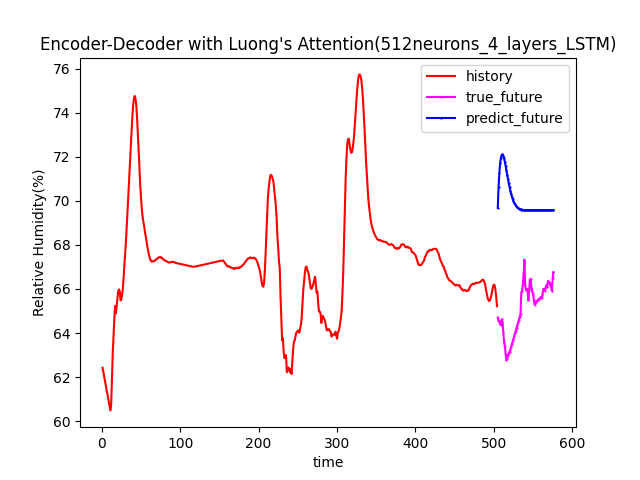 Encoder-Decoder with Luong's Attention(512neurons_4_layers_LSTM)
history
true_future
predict_future
Relative Humidity(%)
76
74
72
70
68
66
64
62
60
0 100 200 300 400 500 600
time